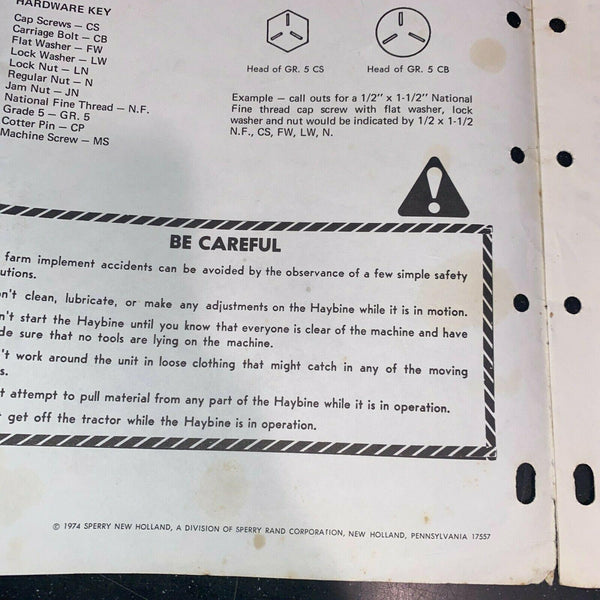 HARDWARE KEY
Cap Screws — CS
Carriage Bolt — CB
Flat Washer — FW
Lock Washer — LW
Lock Nut — LN
Regular Nut — N
Jam Nut — JN
National Fine Thread — N.F.
Grade 5 — GR. 5
Cotter Pin — CP
Machine Screw — MS
Head of GR. 5 CS
Head of GR. 5 CB
Example — call outs for a 1/2" x 1-1/2" National
Fine thread cap screw with flat washer, lock
washer and nut would be indicated by 1/2 x 1-1/2
N.F., CS, FW, LW, N.
BE CAREFUL
farm implement accidents can be avoided by the observance of a few simple safety
utions.
n't clean, lubricate, or make any adjustments on the Haybine while it is in motion.
n't start the Haybine until you know that everyone is clear of the machine and have
de sure that no tools are lying on the machine.
't work around the unit in loose clothing that might catch in any of the moving
s.
t attempt to pull material from any part of the Haybine while it is in operation.
get off the tractor while the Haybine is in operation.
© 1974 SPERRY NEW HOLLAND, A DIVISION OF SPERRY RAND CORPORATION, NEW HOLLAND, PENNSYLVANIA 17557